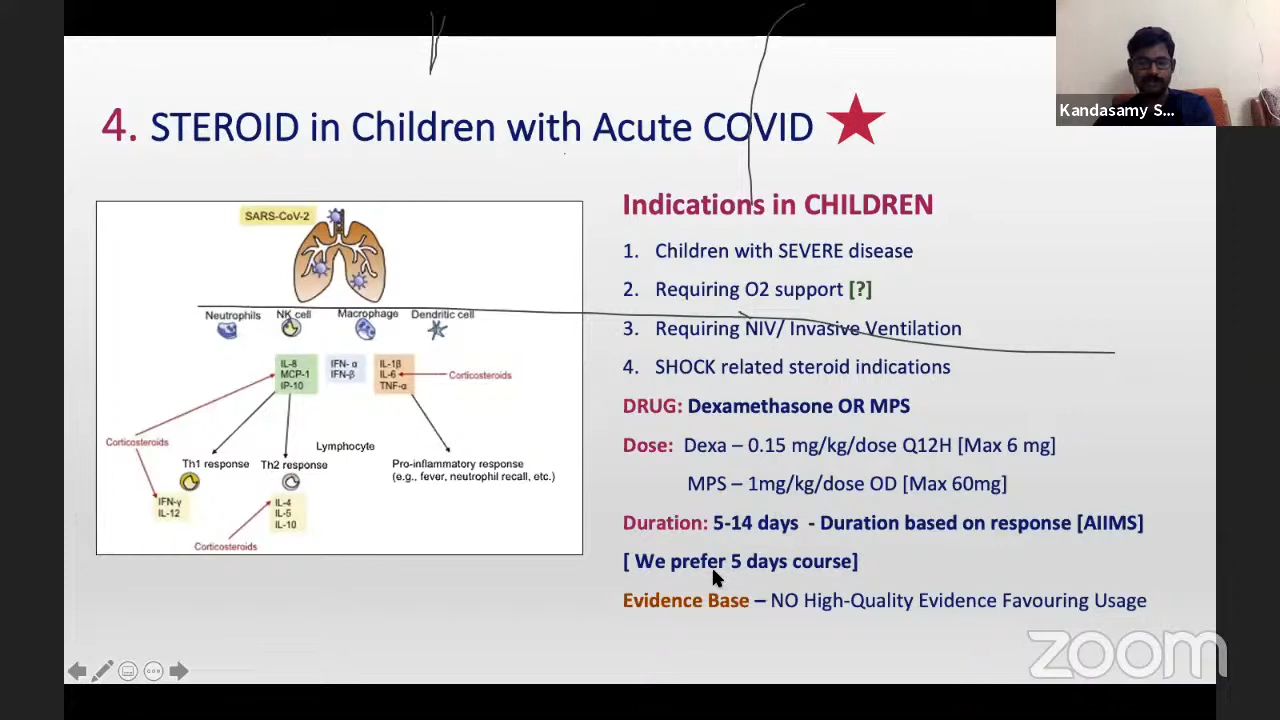 Kandasamy S...
4. STEROID in Children with Acute COVID
SARS-CoV-2
Neutrophils
NK cell
Macrophage
Dendritic cell
IL-8
MCP-1
IP-10
IFN- α
IFN-β
IL-1β
IL-6
TNF-α
Corticosteroids
Corticosteroids
Lymphocyte
Th1 response
Th2 response
Pro-inflammatory response
(e.g., fever, neutrophil recall, etc.)
IFN-γ
IL-12
IL-4
IL-5
IL-10
Corticosteroids
Indications in CHILDREN
1. Children with SEVERE disease
2. Requiring O2 support [?]
3. Requiring NIV/ Invasive Ventilation
4. SHOCK related steroid indications
DRUG: Dexamethasone OR MPS
Dose: Dexa – 0.15 mg/kg/dose Q12H [Max 6 mg]
MPS – 1mg/kg/dose OD [Max 60mg]
Duration: 5-14 days - Duration based on response [AIIMS]
[ We prefer 5 days course]
Evidence Base – NO High-Quality Evidence Favouring Usage
zoom